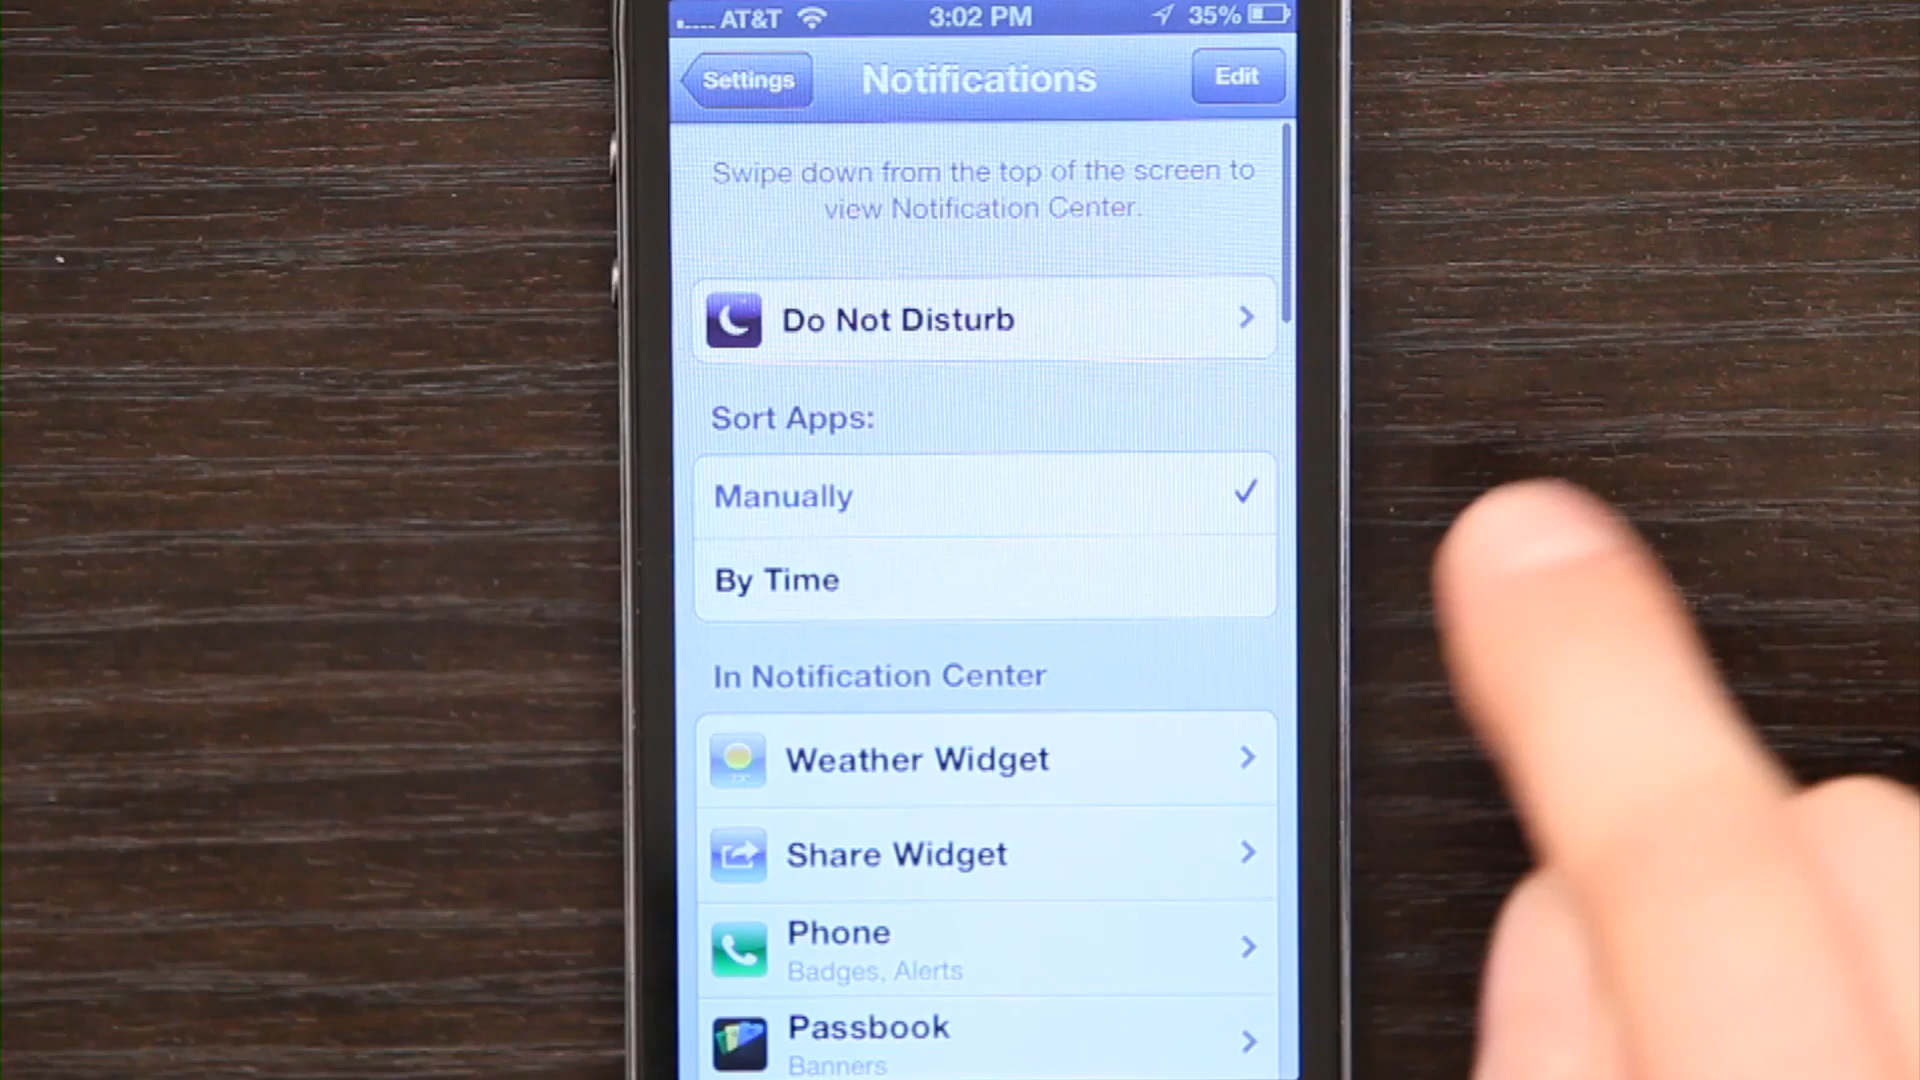 AT&T 3:02 PM 35%
Settings Notifications Edit
Swipe down from the top of the screen to
view Notification Center.
Do Not Disturb
Sort Apps:
Manually
By Time
In Notification Center
Weather Widget
Share Widget
Phone
Badges, Alerts
Passbook
Banners